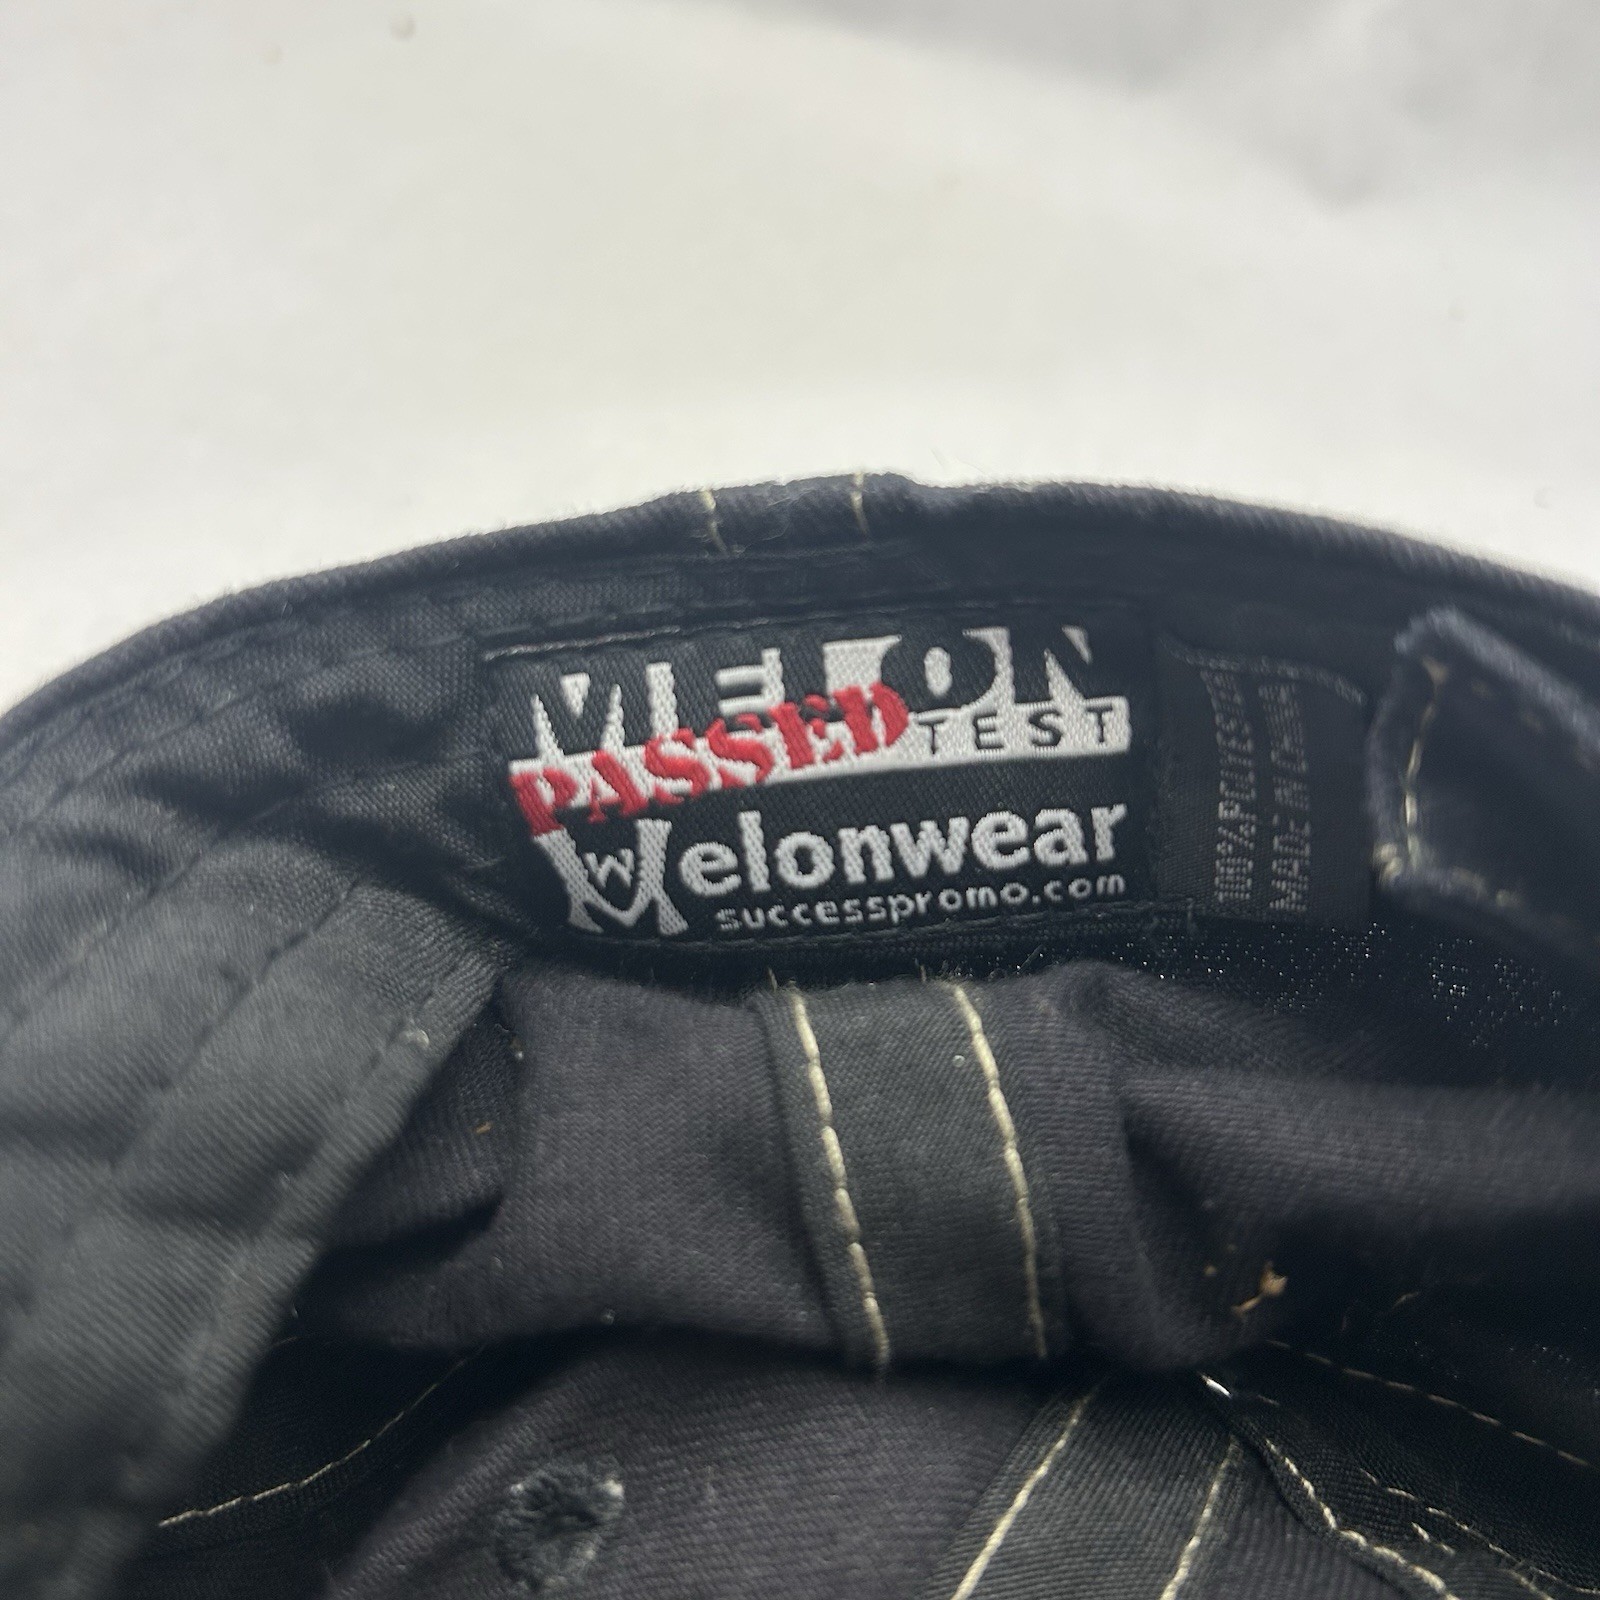 MELON
PASSED TEST
Melonwear
successpromo.com
100% POLYESTER
MADE IN CHINA